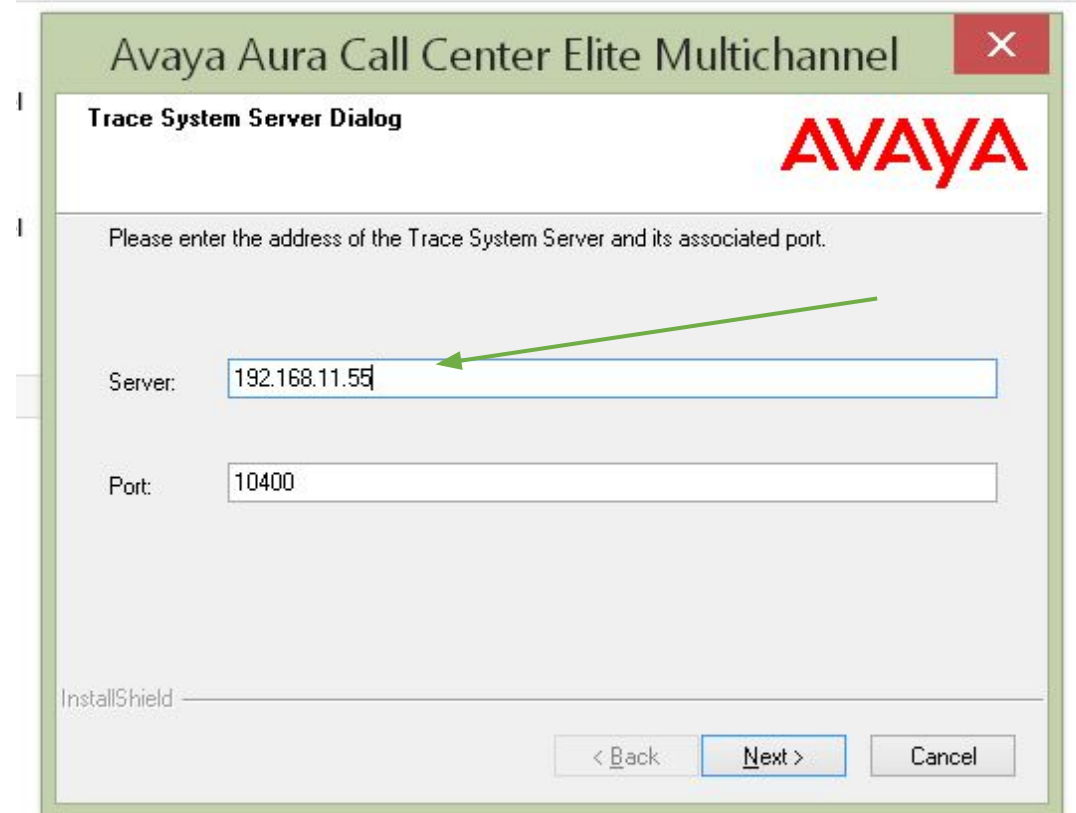 Avaya Aura Call Center Elite Multichannel
Trace System Server Dialog
AVAYA
Please enter the address of the Trace System Server and its associated port.
Server: 192.168.11.55
Port: 10400
InstallShield
< Back Next > Cancel